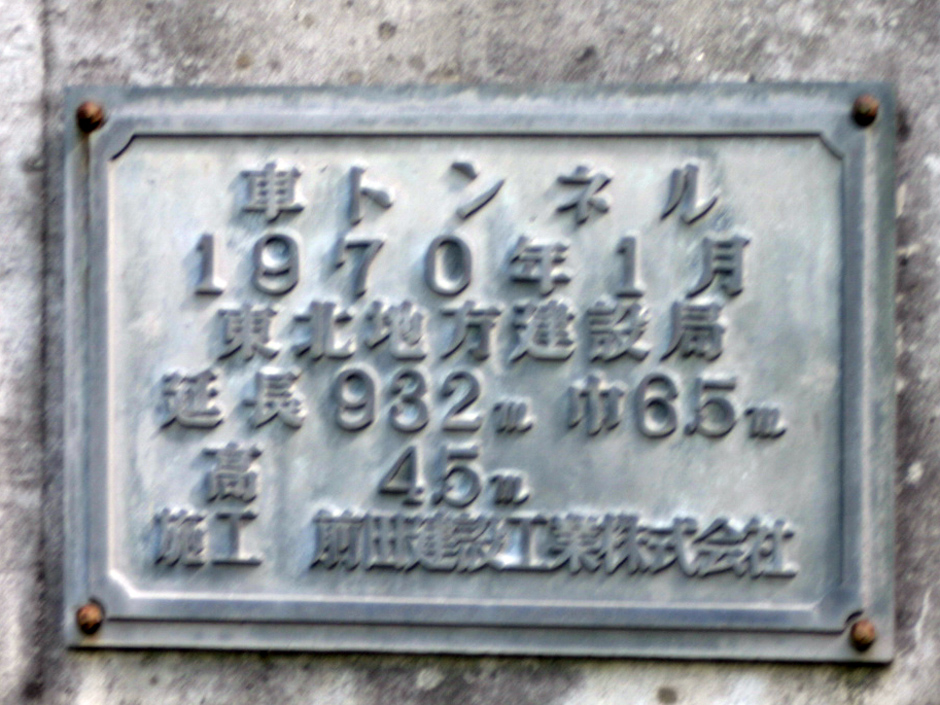 車トンネル
1970年1月
東北地方建設局
延長932m 巾6.5m
高 4.5m
施工 前田建設工業株式会社